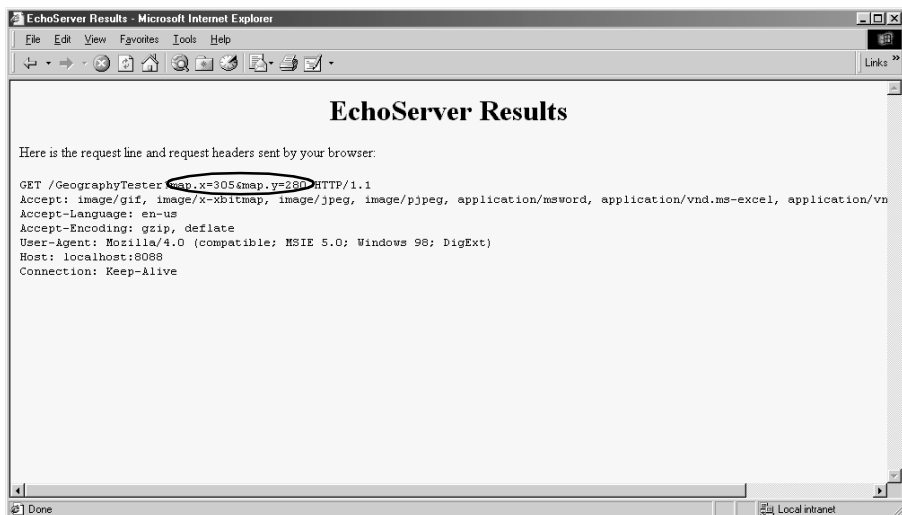 EchoServer Results - Microsoft Internet Explorer
File Edit View Favorites Tools Help
Links »
EchoServer Results
Here is the request line and request headers sent by your browser:
GET /GeographyTester?map.x=305&map.y=280 HTTP/1.1
Accept: image/gif, image/x-xbitmap, image/jpeg, image/pjpeg, application/msword, application/vnd.ms-excel, application/vn
Accept-Language: en-us
Accept-Encoding: gzip, deflate
User-Agent: Mozilla/4.0 (compatible; MSIE 5.0; Windows 98; DigExt)
Host: localhost:8088
Connection: Keep-Alive
Done Local intranet